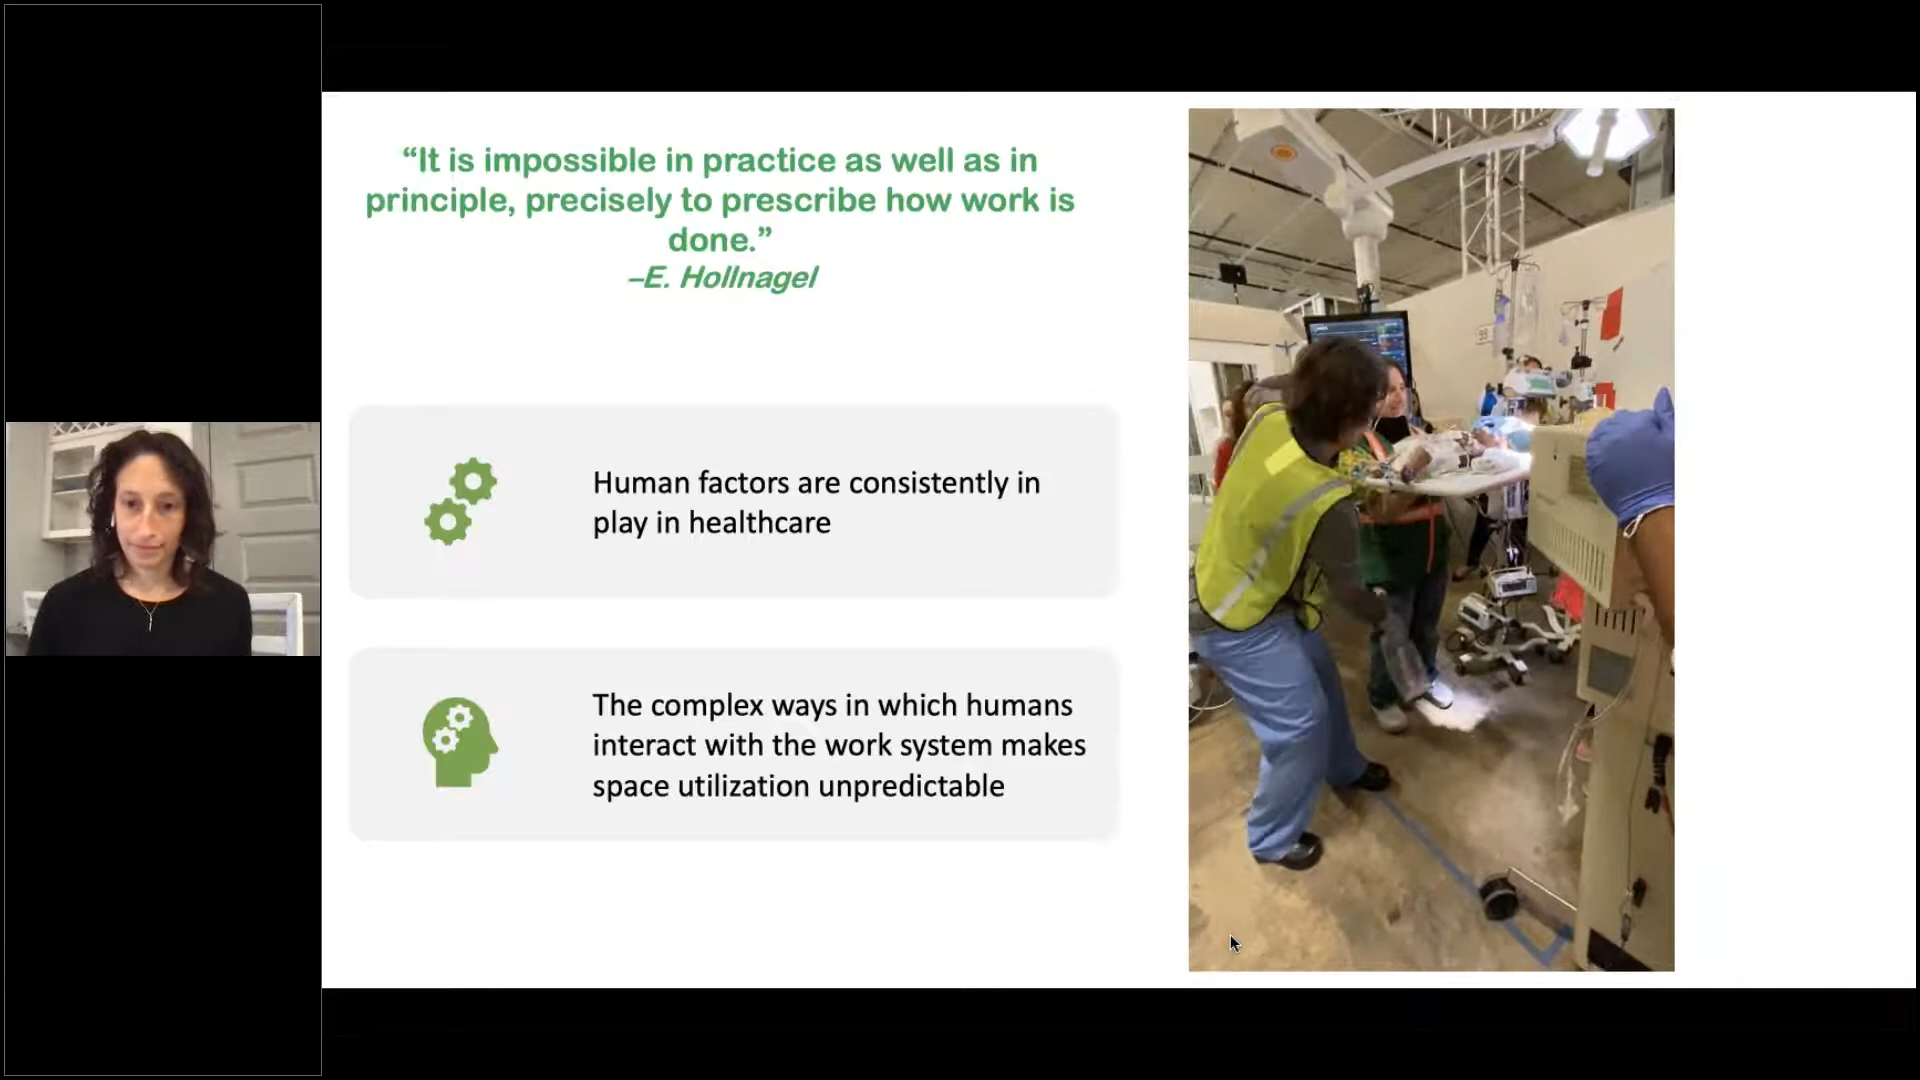 “It is impossible in practice as well as in
principle, precisely to prescribe how work is
done.”
–E. Hollnagel
Human factors are consistently in
play in healthcare
The complex ways in which humans
interact with the work system makes
space utilization unpredictable